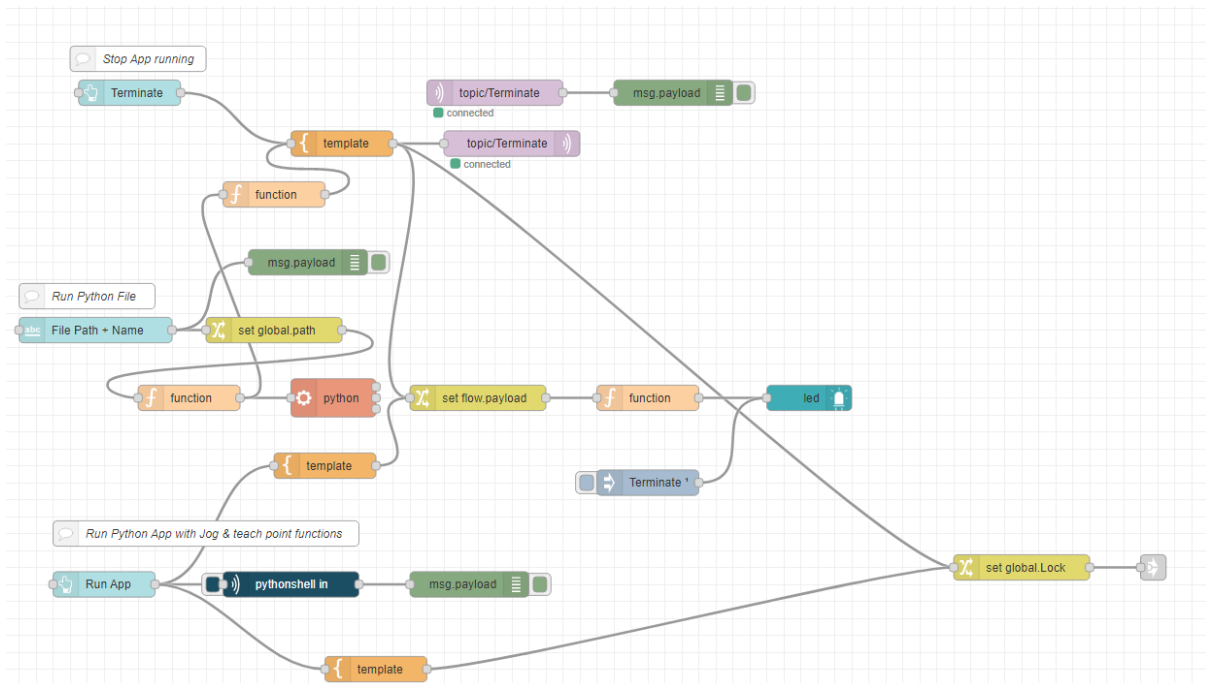 Stop App running
Terminate
topic/Terminate
msg.payload
connected
template
topic/Terminate
connected
function
msg.payload
Run Python File
abc
File Path + Name
set global.path
function
python
set flow.payload
function
led
template
Terminate ¹
Run Python App with Jog & teach point functions
Run App
pythonshell in
msg.payload
set global.Lock
template